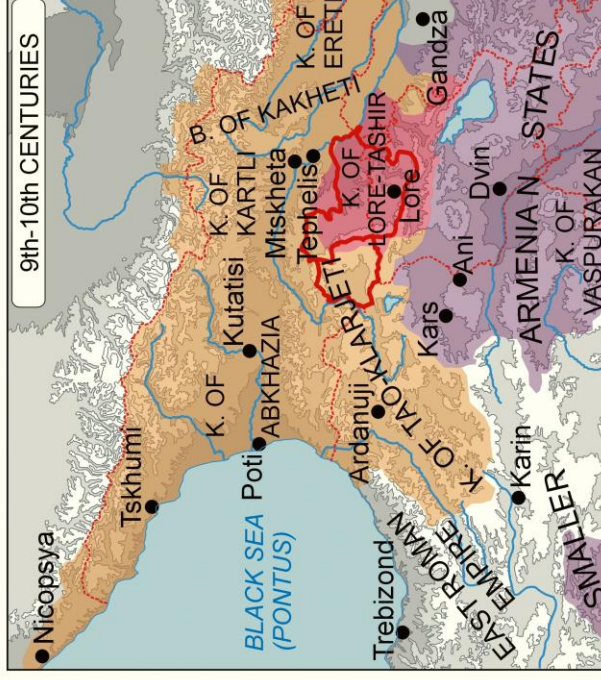 9th-10th CENTURIES
Nicopsya
Tskhumi
K. OF
ABKHAZIA
Kutatisi
Poti
BLACK SEA
(PONTUS)
Trebizond
K. OF
KARTLI
B. OF KAKHETI
K. OF
ERETI
Mtskheta
Tephelis
K. OF
LORE-TASHIR
Lore
Gandza
Ardanuji
K. OF TAO KLARJETI
Kars
Ani
Dvin
ARMENIAN STATES
K. OF
VASPURAKAN
EAST ROMAN
EMPIRE
Karin
SMALLER